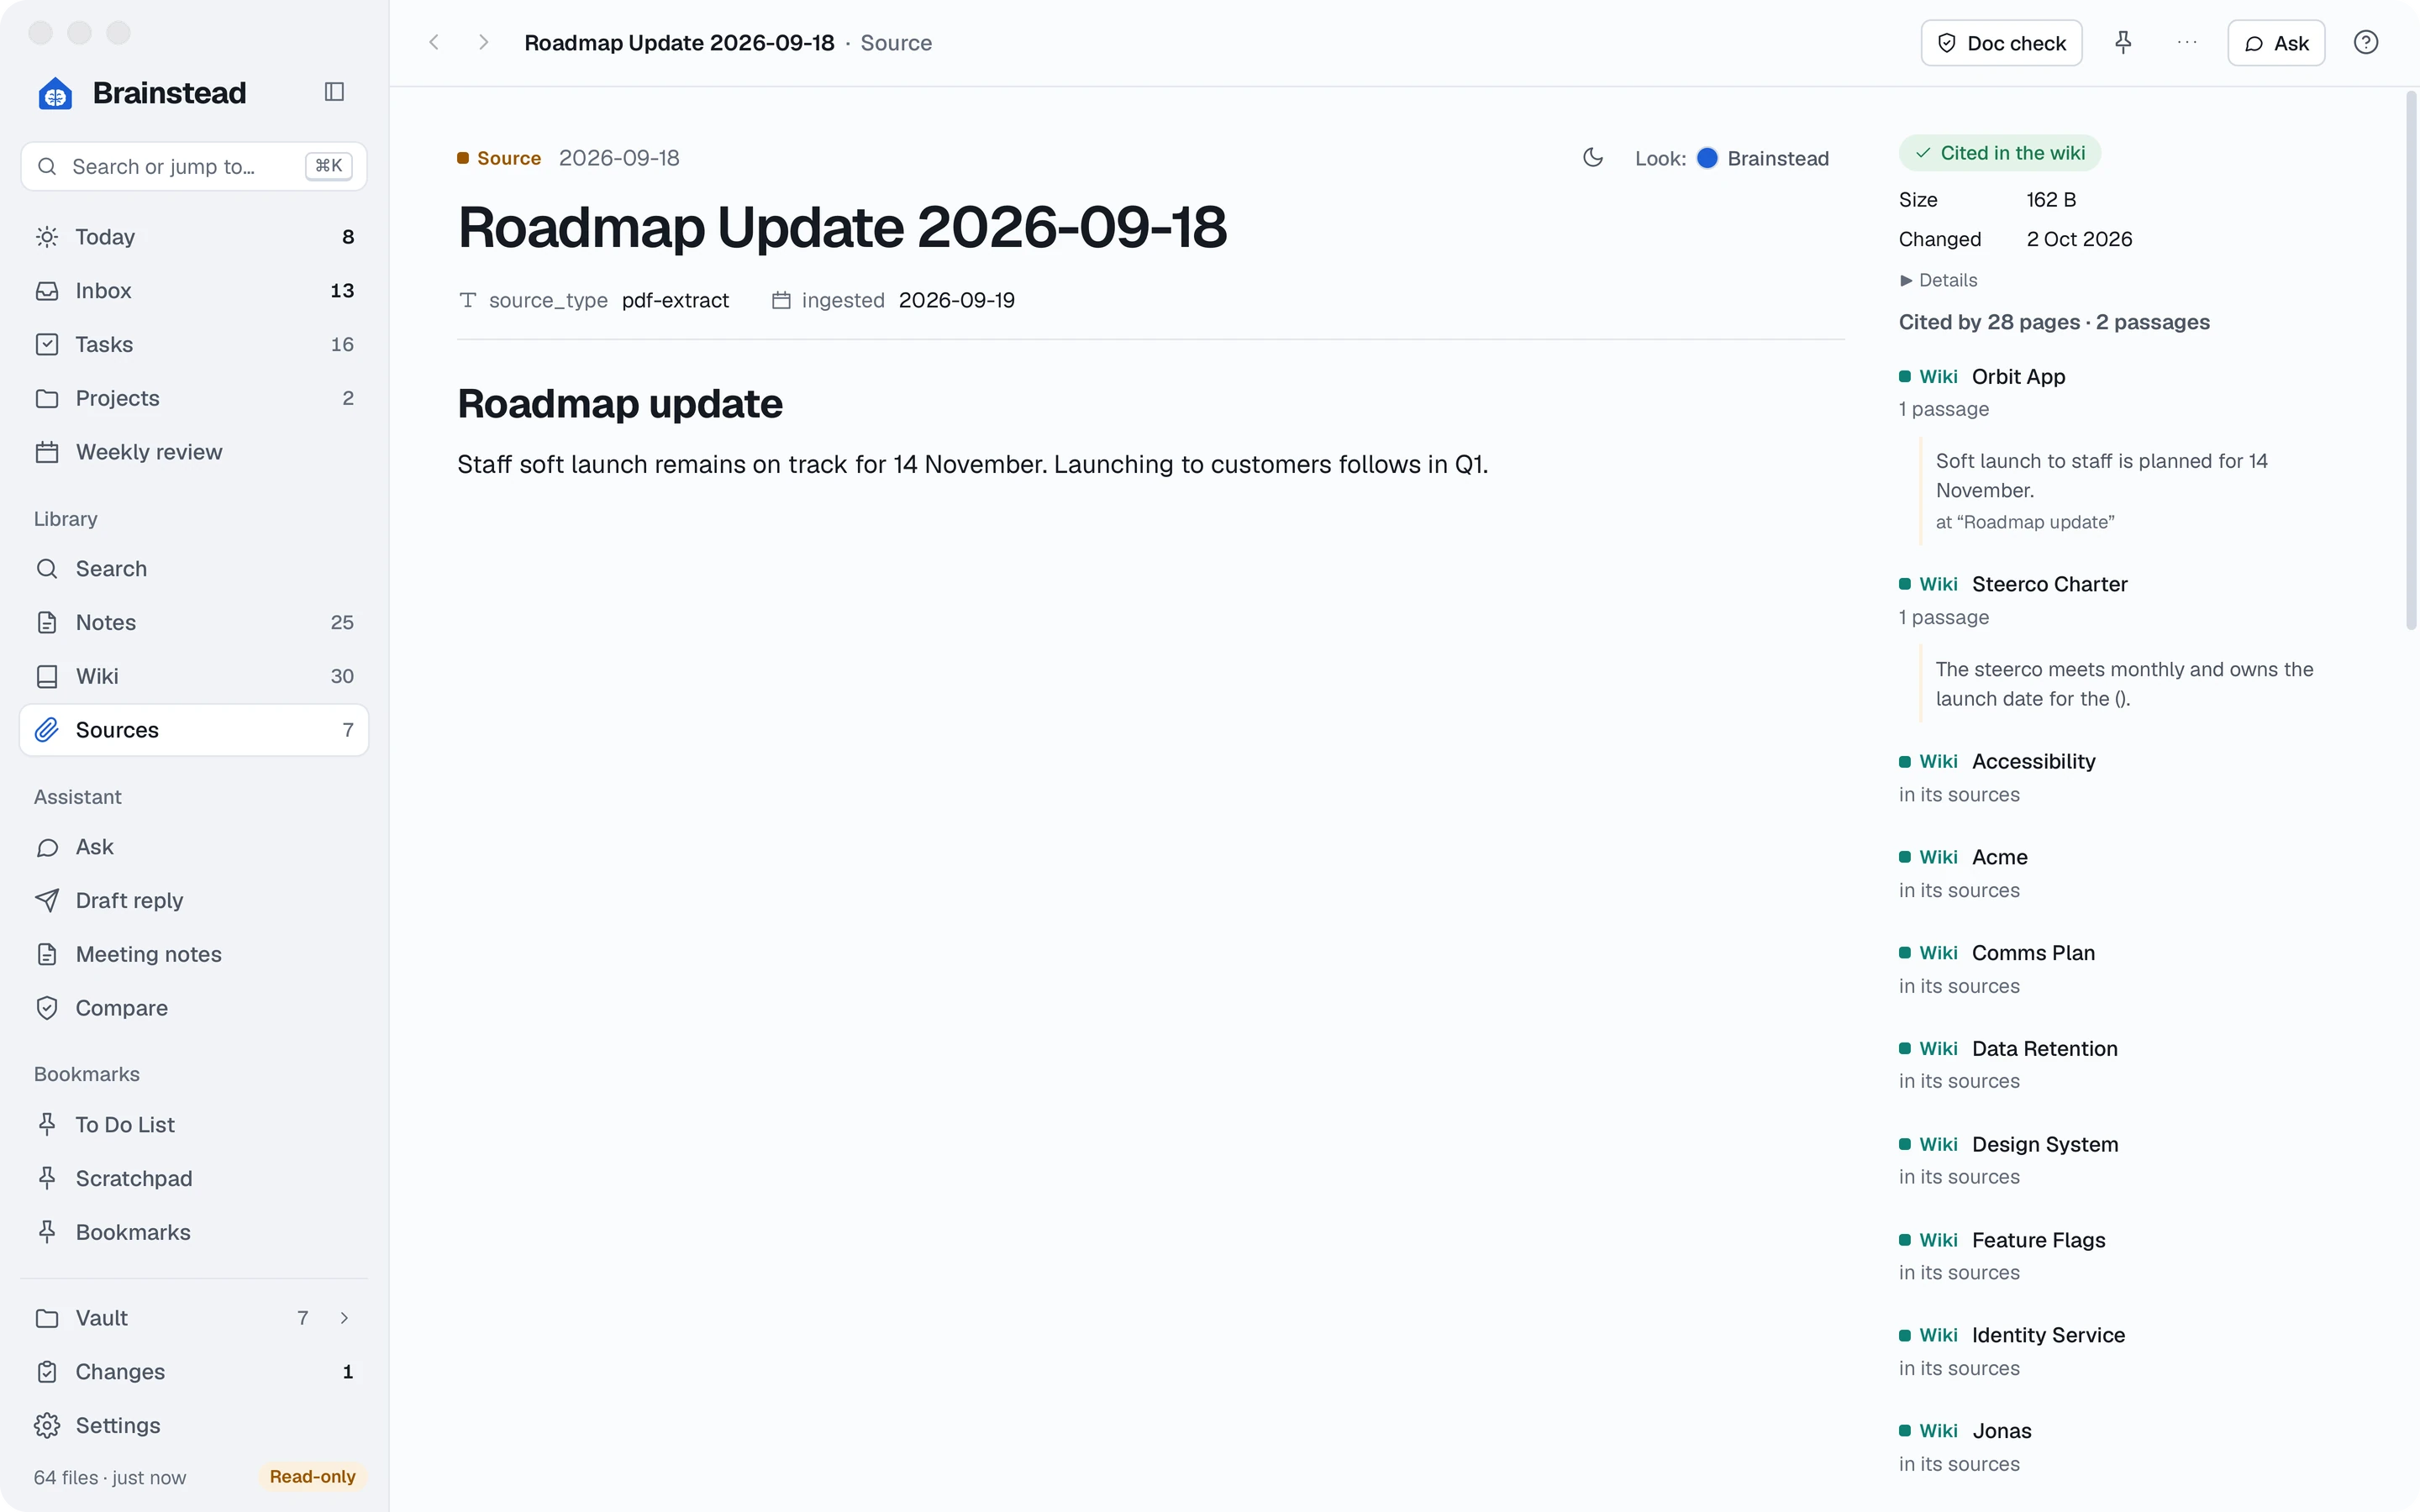 Brainstead
Search or jump to… ⌘K
Today 8
Inbox 13
Tasks 16
Projects 2
Weekly review
Library
Search
Notes 25
Wiki 30
Sources 7
Assistant
Ask
Draft reply
Meeting notes
Compare
Bookmarks
To Do List
Scratchpad
Bookmarks
Vault 7
Changes 1
Settings
64 files · just now Read-only
Roadmap Update 2026-09-18 · Source
Doc check
Ask
Source 2026-09-18
Look: Brainstead
Roadmap Update 2026-09-18
source_type pdf-extract ingested 2026-09-19
Roadmap update
Staff soft launch remains on track for 14 November. Launching to customers follows in Q1.
Cited in the wiki
Size 162 B
Changed 2 Oct 2026
Details
Cited by 28 pages · 2 passages
Wiki Orbit App
1 passage
Soft launch to staff is planned for 14
November.
at “Roadmap update”
Wiki Steerco Charter
1 passage
The steerco meets monthly and owns the
launch date for the ().
Wiki Accessibility
in its sources
Wiki Acme
in its sources
Wiki Comms Plan
in its sources
Wiki Data Retention
in its sources
Wiki Design System
in its sources
Wiki Feature Flags
in its sources
Wiki Identity Service
in its sources
Wiki Jonas
in its sources